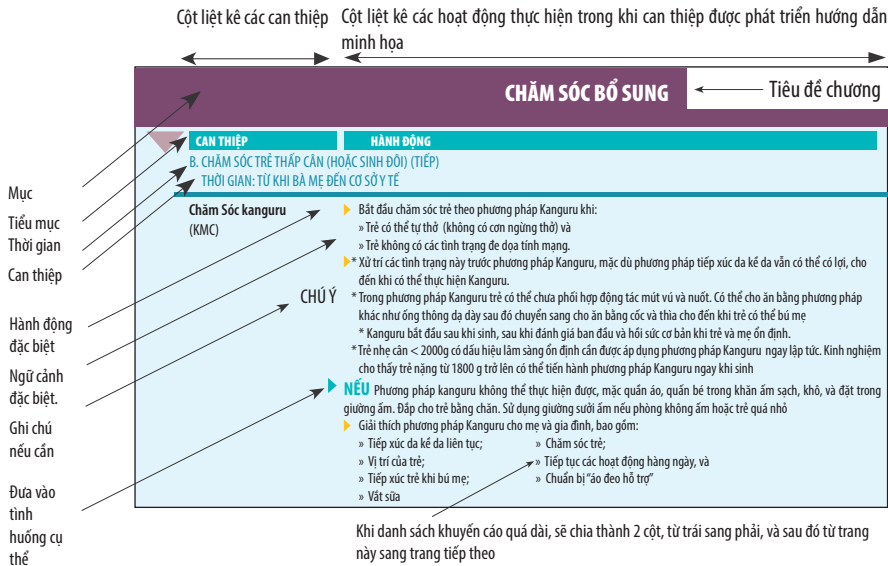 Cột liệt kê các can thiệp
Cột liệt kê các hoạt động thực hiện trong khi can thiệp được phát triển hướng dẫn
minh họa
CHĂM SÓC BỔ SUNG
Tiêu đề chương
CAN THIỆP
HÀNH ĐỘNG
B. CHĂM SÓC TRẺ THẤP CÂN (HOẶC SINH ĐÔI) (TIẾP)
THỜI GIAN: TỪ KHI BÀ MẸ ĐẾN CƠ SỞ Y TẾ
Mục
Tiểu mục
Thời gian
Can thiệp
Hành động
đặc biệt
Ngữ cảnh
đặc biệt.
Ghi chú
nếu cần
Đưa vào
tình
huống cụ
thể
Chăm Sóc kanguru
(KMC)
CHÚ Ý
Bắt đầu chăm sóc trẻ theo phương pháp Kanguru khi:
» Trẻ có thể tự thở (không có cơn ngừng thở) và
» Trẻ không có các tình trạng đe dọa tính mạng.
* Xử trí các tình trạng này trước phương pháp Kanguru, mặc dù phương pháp tiếp xúc da kề da vẫn có thể có lợi, cho
đến khi có thể thực hiện Kanguru.
* Trong phương pháp Kanguru trẻ có thể chưa phối hợp động tác mút vú và nuốt. Có thể cho ăn bằng phương pháp
khác như ống thông dạ dày sau đó chuyển sang cho ăn bằng cốc và thìa cho đến khi trẻ có thể bú mẹ
* Kanguru bắt đầu sau khi sinh, sau khi đánh giá ban đầu và hồi sức cơ bản khi trẻ và mẹ ổn định.
* Trẻ nhẹ cân < 2000g có dấu hiệu lâm sàng ổn định cần được áp dụng phương pháp Kanguru ngay lập tức. Kinh nghiệm
cho thấy trẻ nặng từ 1800 g trở lên có thể tiến hành phương pháp Kanguru ngay khi sinh
NẾU Phương pháp kanguru không thể thực hiện được, mặc quần áo, quấn bé trong khăn ấm sạch, khô, và đặt trong
giường ấm. Đắp cho trẻ bằng chăn. Sử dụng giường sưởi ấm nếu phòng không ấm hoặc trẻ quá nhỏ
Giải thích phương pháp Kanguru cho mẹ và gia đình, bao gồm:
» Tiếp xúc da kề da liên tục;
» Vị trí của trẻ;
» Tiếp xúc trẻ khi bú mẹ;
» Vắt sữa
» Chăm sóc trẻ;
» Tiếp tục các hoạt động hàng ngày, và
» Chuẩn bị "áo đeo hỗ trợ"
Khi danh sách khuyến cáo quá dài, sẽ chia thành 2 cột, từ trái sang phải, và sau đó từ trang
này sang trang tiếp theo